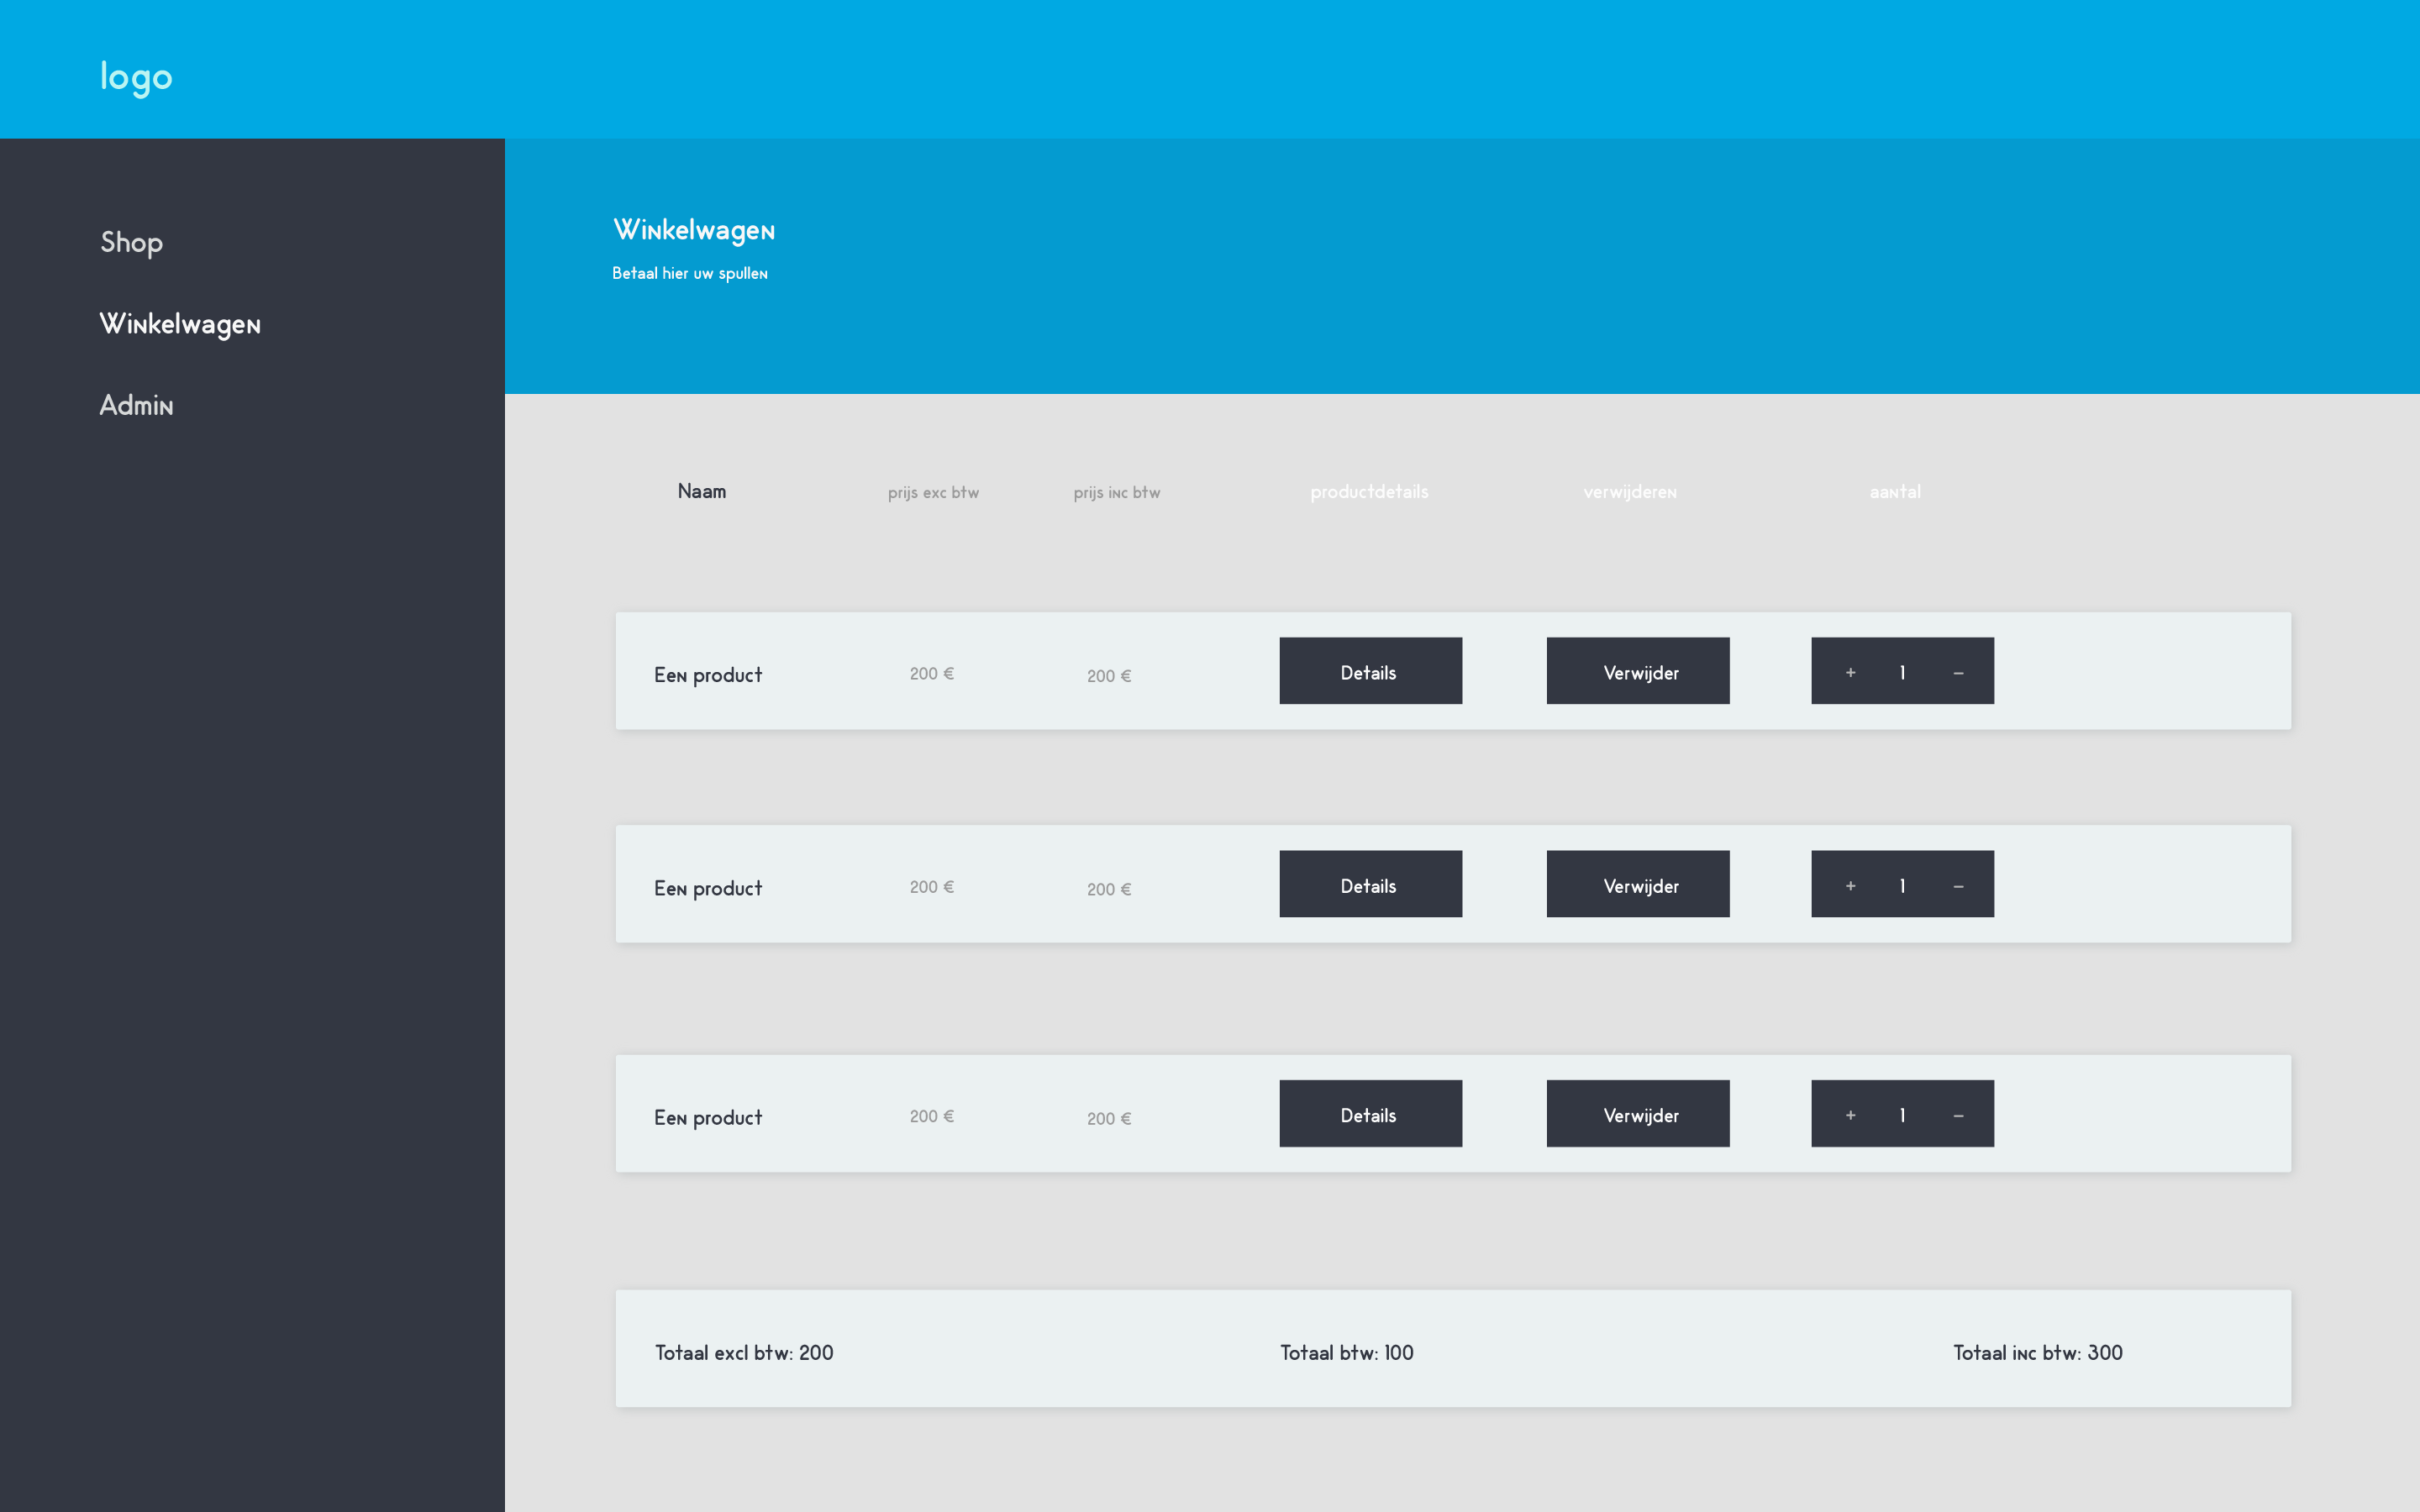 logo
Shop
Winkelwagen
Admin
Winkelwagen
Betaal hier uw spullen
Naam prijs exc btw prijs inc btw productdetails verwijderen aantal
Een product 200 € 200 € Details Verwijder + 1 –
Een product 200 € 200 € Details Verwijder + 1 –
Een product 200 € 200 € Details Verwijder + 1 –
Totaal excl btw: 200 Totaal btw: 100 Totaal inc btw: 300